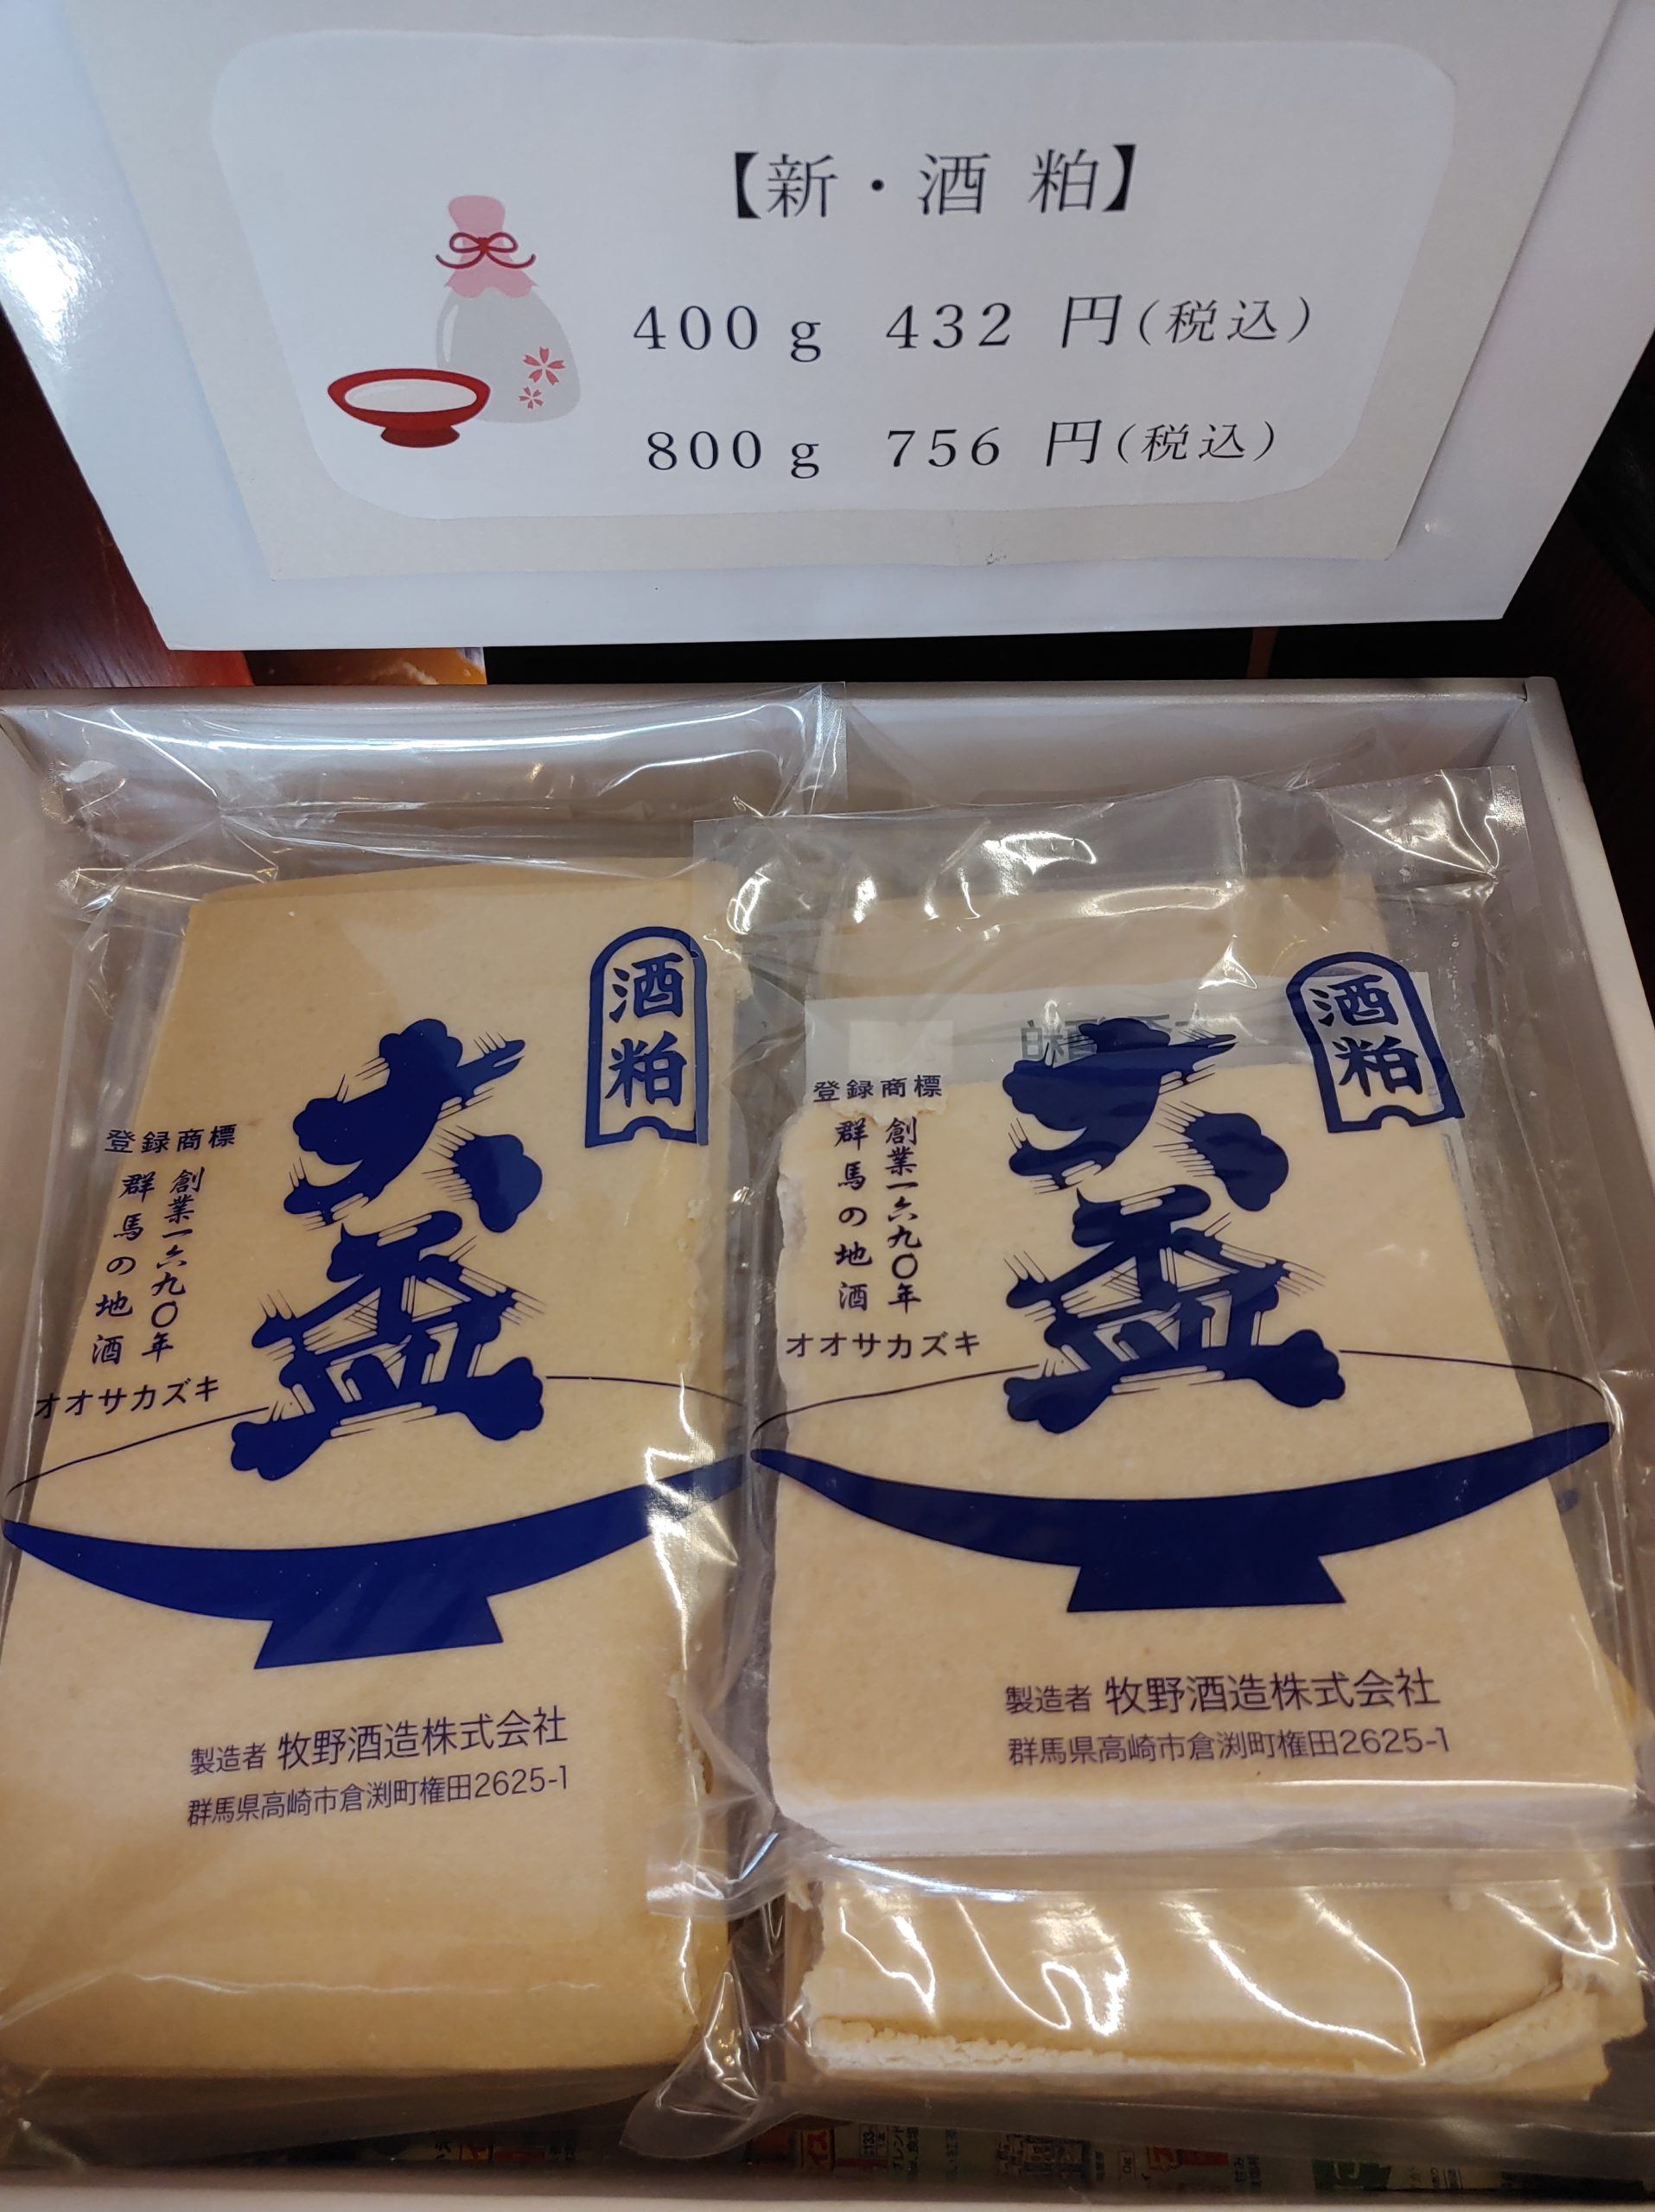 【新・酒 粕】
400g 432 円(税込)
800g 756 円(税込)
酒粕
大盃
登録商標
創業一六九〇年
群馬の地酒
オオサカズキ
製造者 牧野酒造株式会社
群馬県高崎市倉渕町権田2625-1
酒粕
大盃
登録商標
創業一六九〇年
群馬の地酒
オオサカズキ
製造者 牧野酒造株式会社
群馬県高崎市倉渕町権田2625-1